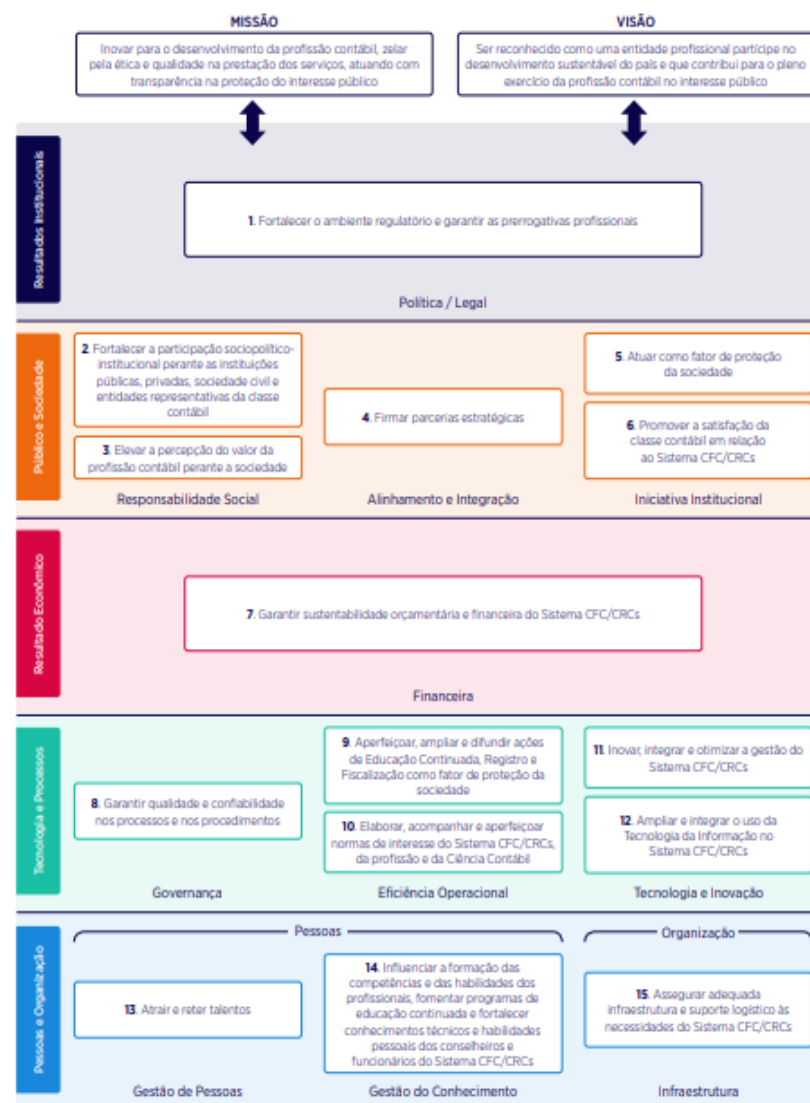 MISSÃO
Inovar para o desenvolvimento da profissão contábil, zelar
pela ética e qualidade na prestação dos serviços, atuando com
transparência na proteção do interesse público
VISÃO
Ser reconhecido como uma entidade profissional partícipe no
desenvolvimento sustentável do país e que contribui para o pleno
exercício da profissão contábil no interesse público
Resultados Institucionais
1. Fortalecer o ambiente regulatório e garantir as prerrogativas profissionais
Política / Legal
Público e Sociedade
2. Fortalecer a participação sociopolítico-
institucional perante as instituições
públicas, privadas, sociedade civil e
entidades representativas da classe
contábil
3. Elevar a percepção do valor da
profissão contábil perante a sociedade
Responsabilidade Social
4. Firmar parcerias estratégicas
Alinhamento e Integração
5. Atuar como fator de proteção
da sociedade
6. Promover a satisfação da
classe contábil em relação
ao Sistema CFC/CRCs
Iniciativa Institucional
Resultado Econômico
7. Garantir sustentabilidade orçamentária e financeira do Sistema CFC/CRCs
Financeira
Tecnologia e Processos
8. Garantir qualidade e confiabilidade
nos processos e nos procedimentos
Governança
9. Aperfeiçoar, ampliar e difundir ações
de Educação Continuada, Registro e
Fiscalização como fator de proteção da
sociedade
10. Elaborar, acompanhar e aperfeiçoar
normas de interesse do Sistema CFC/CRCs,
da profissão e da Ciência Contábil
Eficiência Operacional
11. Inovar, integrar e otimizar a gestão do
Sistema CFC/CRCs
12. Ampliar e integrar o uso da
Tecnologia da Informação no
Sistema CFC/CRCs
Tecnologia e Inovação
Pessoas e Organização
Pessoas
13. Atrair e reter talentos
Gestão de Pessoas
14. Influenciar a formação das
competências e das habilidades dos
profissionais, fomentar programas de
educação continuada e fortalecer
conhecimentos técnicos e habilidades
pessoais dos conselheiros e
funcionários do Sistema CFC/CRCs
Gestão do Conhecimento
Organização
15. Assegurar adequada
infraestrutura e suporte logístico às
necessidades do Sistema CFC/CRCs
Infraestrutura